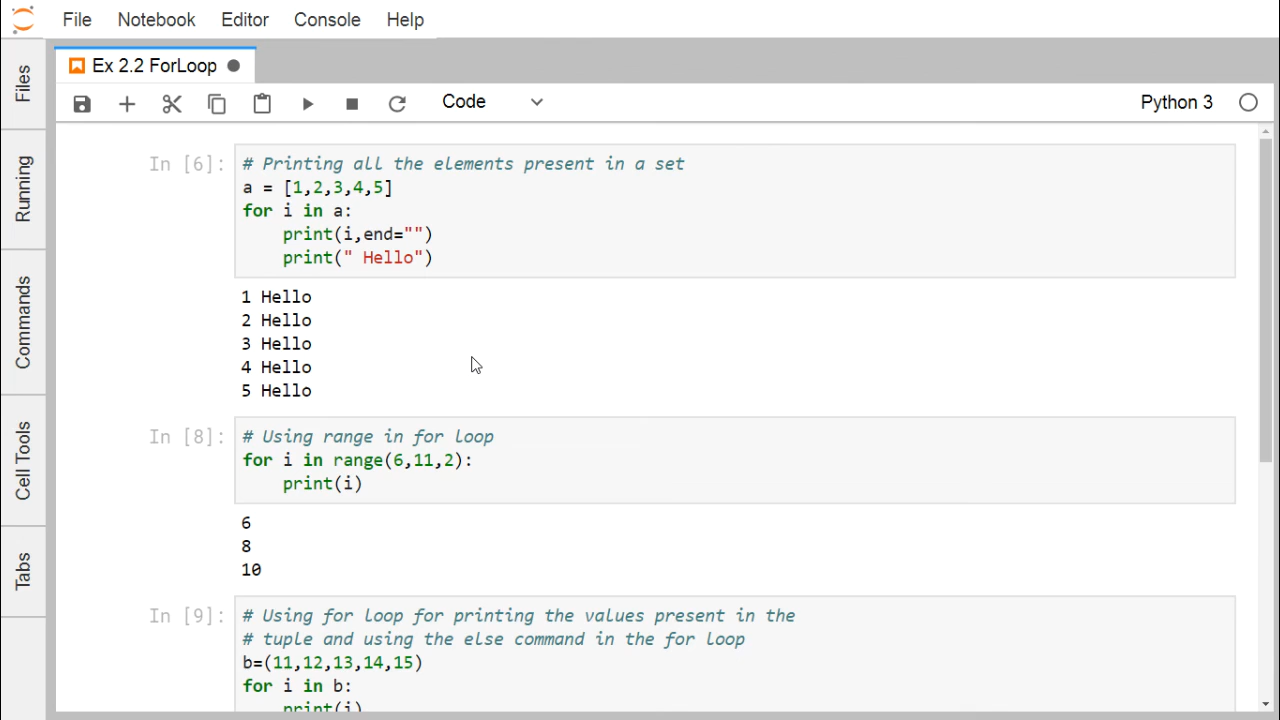 File Notebook Editor Console Help
Ex 2.2 ForLoop
Code Python 3
Files
Running
Commands
Cell Tools
Tabs
In [6]:
# Printing all the elements present in a set
a = [1,2,3,4,5]
for i in a:
    print(i,end="")
    print(" Hello")
1 Hello
2 Hello
3 Hello
4 Hello
5 Hello
In [8]:
# Using range in for loop
for i in range(6,11,2):
    print(i)
6
8
10
In [9]:
# Using for loop for printing the values present in the
# tuple and using the else command in the for loop
b=(11,12,13,14,15)
for i in b:
    print(i)